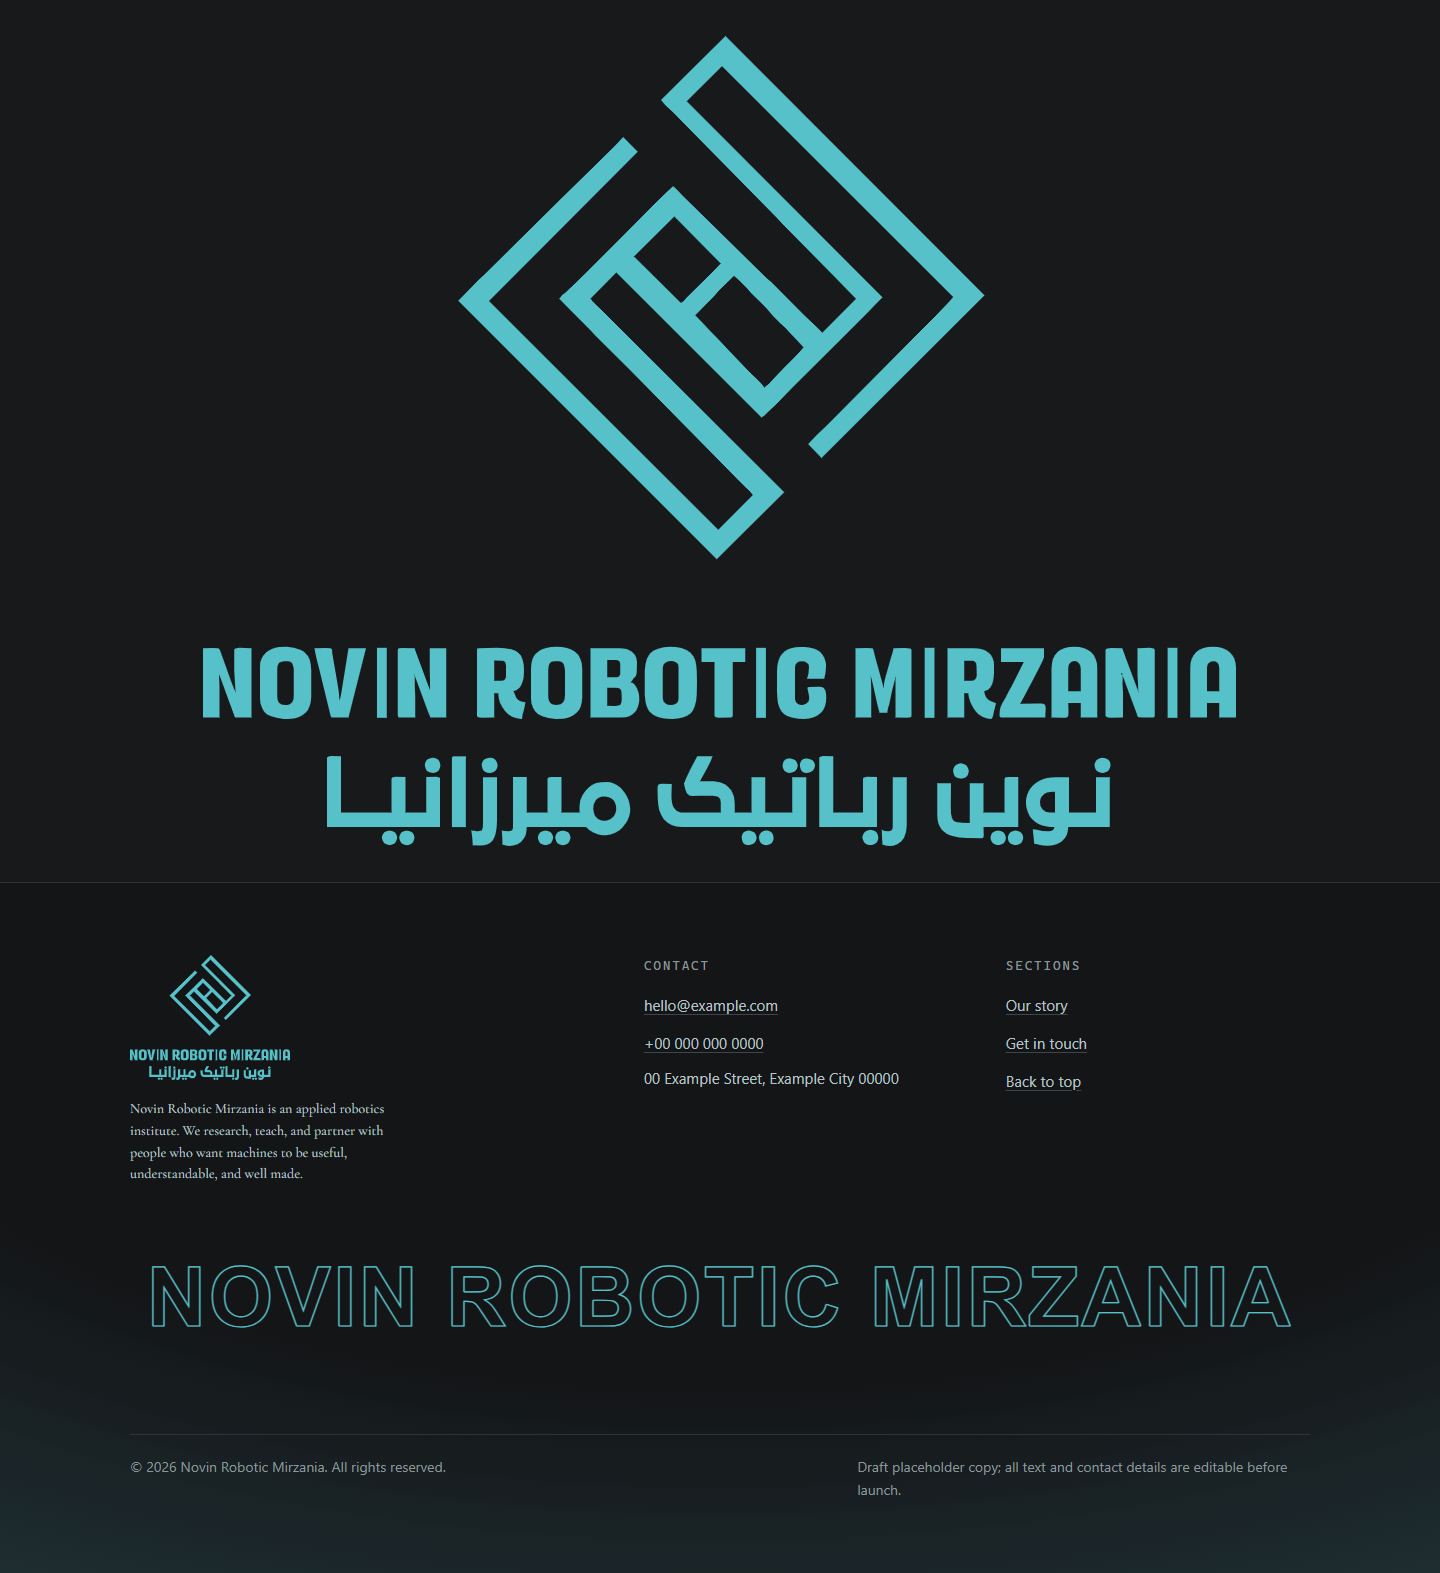 NOVIN ROBOTIC MIRZANIA
نوین رباتیک میرزانیا
NOVIN ROBOTIC MIRZANIA
نوین رباتیک میرزانیا
Novin Robotic Mirzania is an applied robotics
institute. We research, teach, and partner with
people who want machines to be useful,
understandable, and well made.
CONTACT
hello@example.com
+00 000 000 0000
00 Example Street, Example City 00000
SECTIONS
Our story
Get in touch
Back to top
NOVIN ROBOTIC MIRZANIA
© 2026 Novin Robotic Mirzania. All rights reserved.
Draft placeholder copy; all text and contact details are editable before
launch.